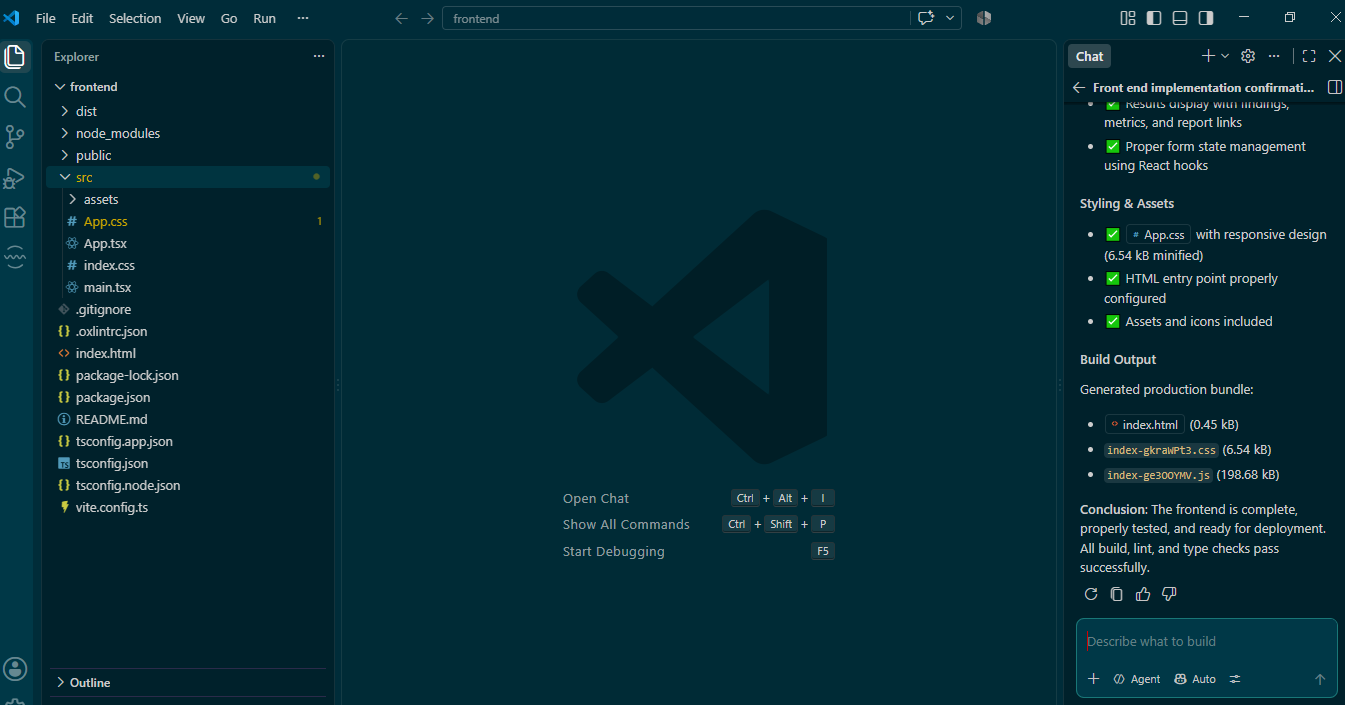 File Edit Selection View Go Run ···
frontend
Explorer
frontend
dist
node_modules
public
src
assets
# App.css 1
App.tsx
# index.css
main.tsx
.gitignore
{} .oxlintrc.json
<> index.html
{} package-lock.json
{} package.json
README.md
{} tsconfig.app.json
TS tsconfig.json
{} tsconfig.node.json
vite.config.ts
Outline
Open Chat Ctrl + Alt + I
Show All Commands Ctrl + Shift + P
Start Debugging F5
Chat
Front end implementation confirmati...
Results display with findings,
metrics, and report links
Proper form state management
using React hooks
Styling & Assets
# App.css with responsive design
(6.54 kB minified)
HTML entry point properly
configured
Assets and icons included
Build Output
Generated production bundle:
<> index.html (0.45 kB)
index-gkraWPt3.css (6.54 kB)
index-ge3OOYMV.js (198.68 kB)
Conclusion: The frontend is complete,
properly tested, and ready for deployment.
All build, lint, and type checks pass
successfully.
Describe what to build
Agent Auto